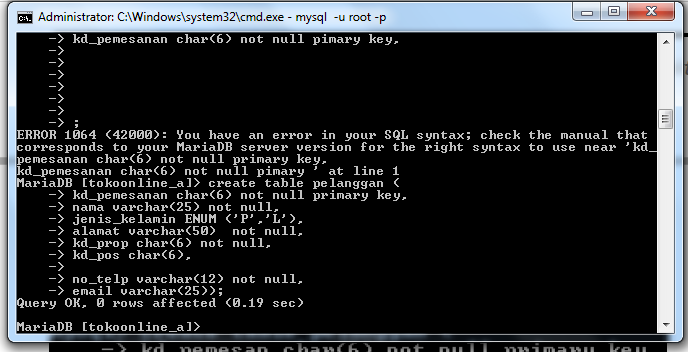 Administrator: C:\Windows\system32\cmd.exe - mysql -u root -p
-> kd_pemesanan char(6) not null pimary key,
->
->
->
->
->
-> ;
ERROR 1064 (42000): You have an error in your SQL syntax; check the manual that
corresponds to your MariaDB server version for the right syntax to use near 'kd_
pemesanan char(6) not null primary key,
kd_pemesanan char(6) not null pimary ' at line 1
MariaDB [tokoonline_a]> create table pelanggan (
-> kd_pemesanan char(6) not null primary key,
-> nama varchar(25) not null,
-> jenis_kelamin ENUM ('P','L'),
-> alamat varchar(50)  not null,
-> kd_prop char(6) not null,
-> kd_pos char(6),
->
-> no_telp varchar(12) not null,
-> email varchar(25));
Query OK, 0 rows affected (0.19 sec)
MariaDB [tokoonline_a]>
-> kd_pemesan char(6) not null primary key